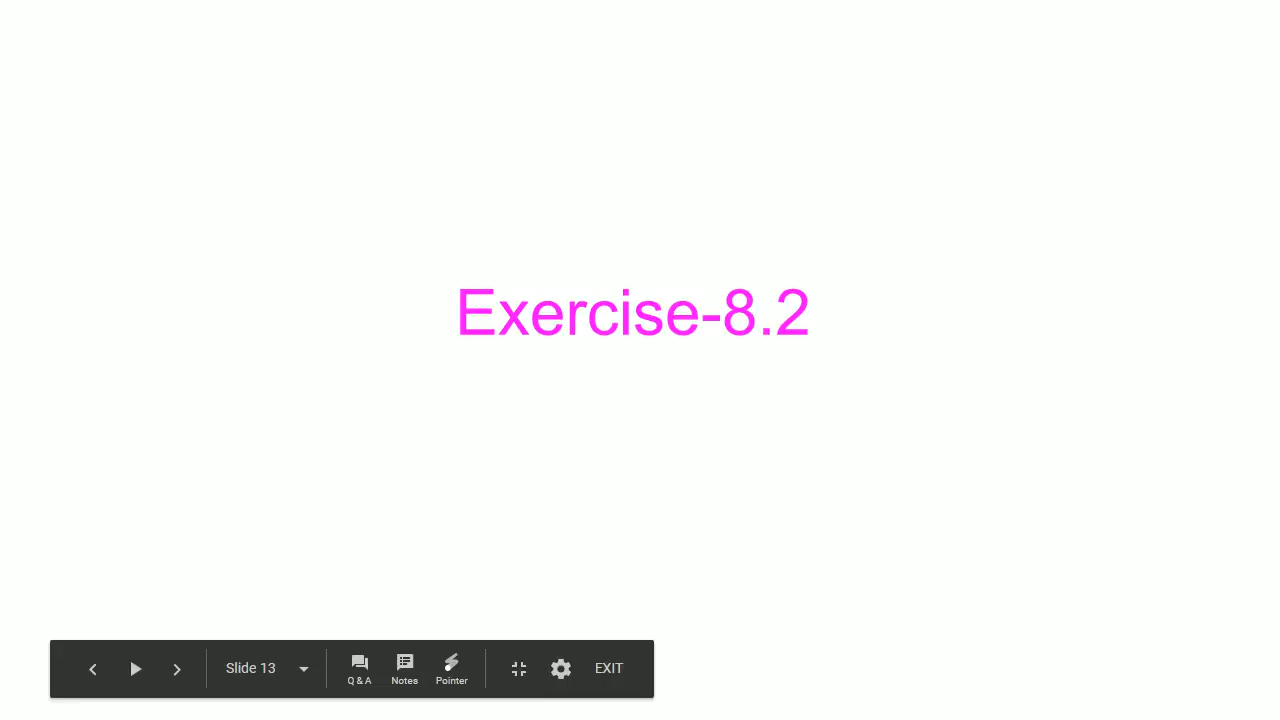 Exercise-8.2
Slide 13
Q & A
Notes
Pointer
EXIT